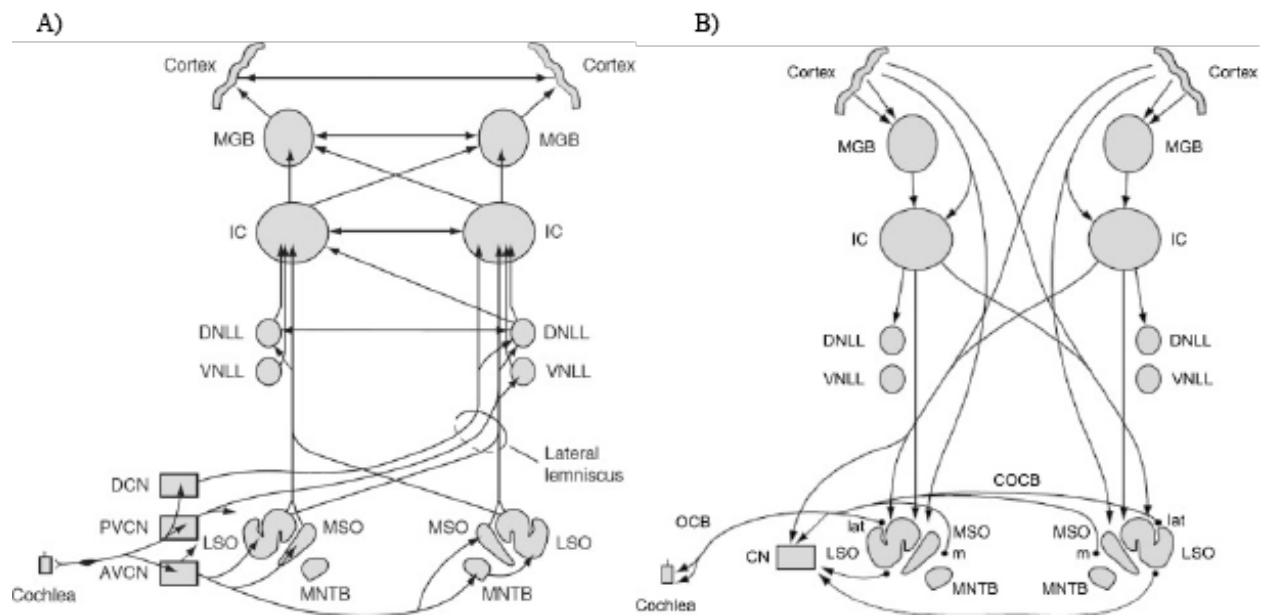 A)
Cortex
Cortex
MGB
MGB
IC
IC
DNLL
DNLL
VNLL
VNLL
Lateral
lemniscus
DCN
PVCN
LSO
MSO
MSO
LSO
Cochlea
AVCN
MNTB
MNTB
B)
Cortex
Cortex
MGB
MGB
IC
IC
DNLL
DNLL
VNLL
VNLL
COCB
OCB
lat
MSO
MSO
lat
CN
LSO
m
m
LSO
MNTB
MNTB
Cochlea